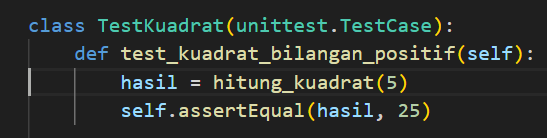 class TestKuadrat(unittest.TestCase):
    def test_kuadrat_bilangan_positif(self):
        hasil = hitung_kuadrat(5)
        self.assertEqual(hasil, 25)